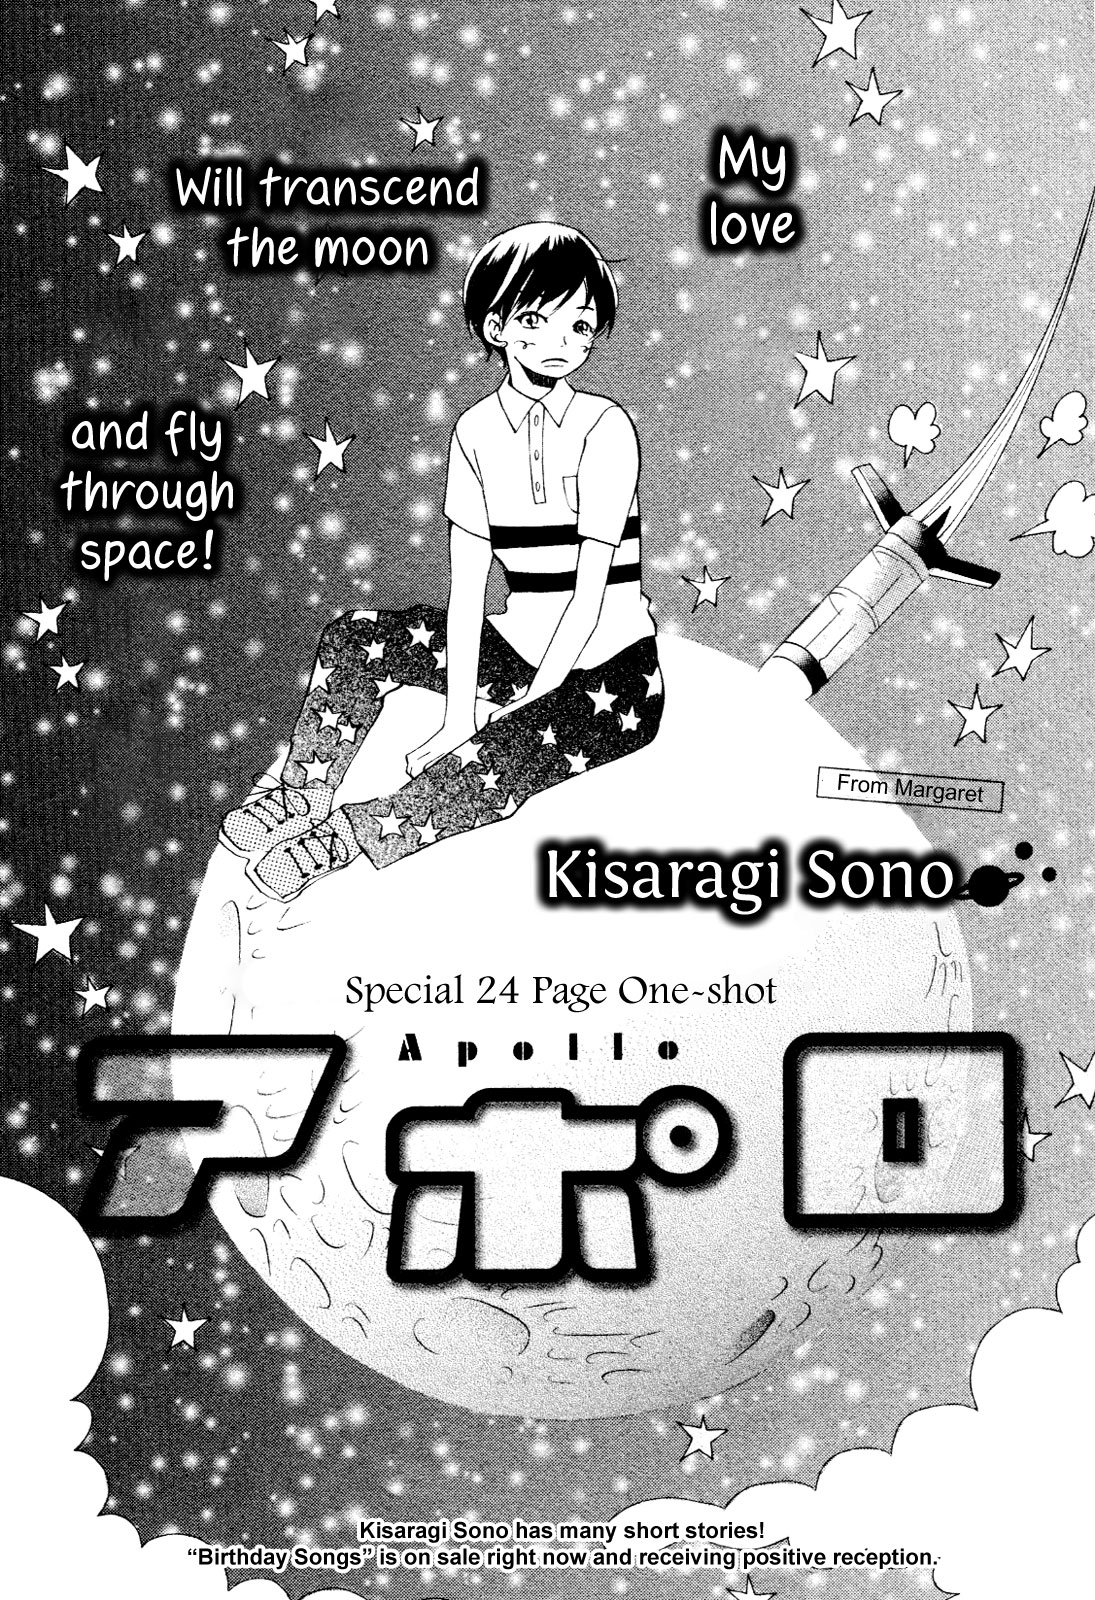 My
love
Will transcend
the moon
and fly
through
space!
From Margaret
Kisaragi Sono
Special 24 Page One-shot
Apollo
アポロ
Kisaragi Sono has many short stories!
“Birthday Songs” is on sale right now and receiving positive reception.